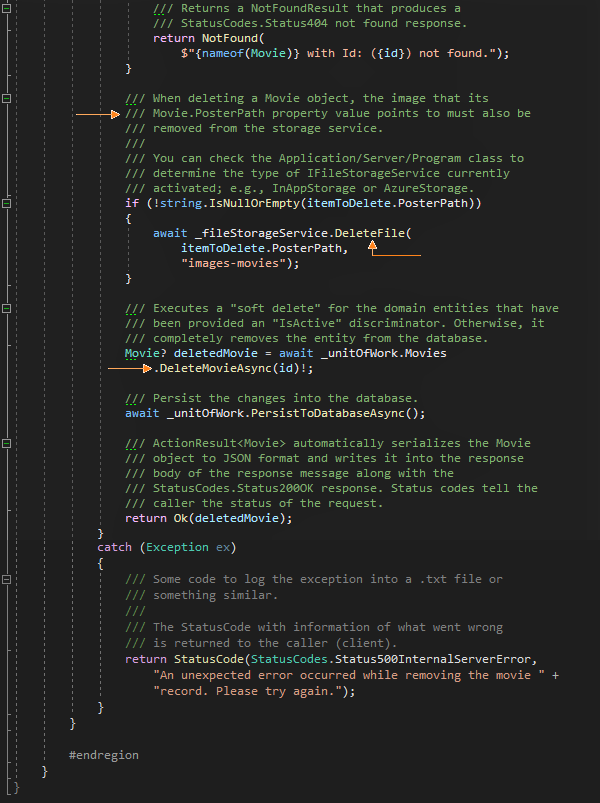 /// Returns a NotFoundResult that produces a
/// StatusCodes.Status404 not found response.
return NotFound(
$"{nameof(Movie)} with Id: ({id}) not found.");
}
/// When deleting a Movie object, the image that its
/// Movie.PosterPath property value points to must also be
/// removed from the storage service.
///
/// You can check the Application/Server/Program class to
/// determine the type of IFileStorageService currently
/// activated; e.g., InAppStorage or AzureStorage.
if (!string.IsNullOrEmpty(itemToDelete.PosterPath))
{
await _fileStorageService.DeleteFile(
itemToDelete.PosterPath,
"images-movies");
}
/// Executes a "soft delete" for the domain entities that have
/// been provided an "IsActive" discriminator. Otherwise, it
/// completely removes the entity from the database.
Movie? deletedMovie = await _unitOfWork.Movies
.DeleteMovieAsync(id)!;
/// Persist the changes into the database.
await _unitOfWork.PersistToDatabaseAsync();
/// ActionResult<Movie> automatically serializes the Movie
/// object to JSON format and writes it into the response
/// body of the response message along with the
/// StatusCodes.Status200OK response. Status codes tell the
/// caller the status of the request.
return Ok(deletedMovie);
}
catch (Exception ex)
{
/// Some code to log the exception into a .txt file or
/// something similar.
///
/// The StatusCode with information of what went wrong
/// is returned to the caller (client).
return StatusCode(StatusCodes.Status500InternalServerError,
"An unexpected error occurred while removing the movie " +
"record. Please try again.");
}
}
#endregion
}
}